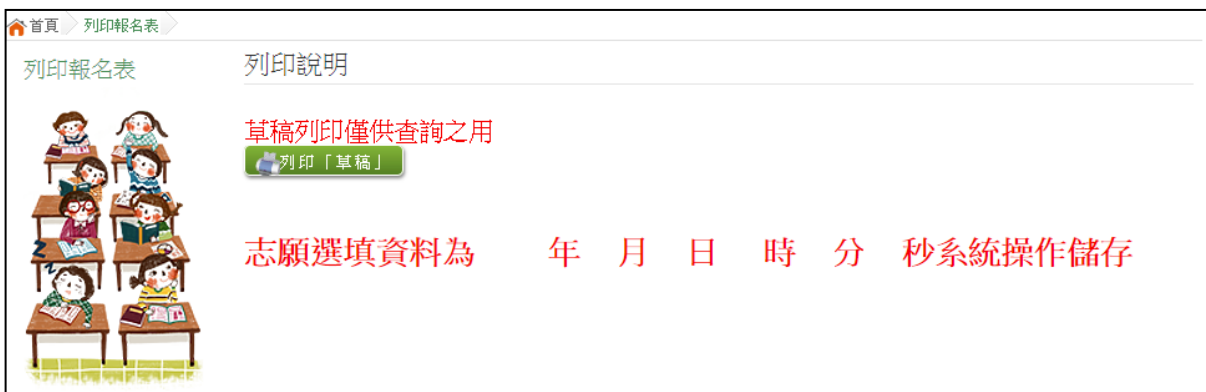 首頁 列印報名表
列印報名表
列印說明
草稿列印僅供查詢之用
列印「草稿」
志願選填資料為 年 月 日 時 分 秒系統操作儲存